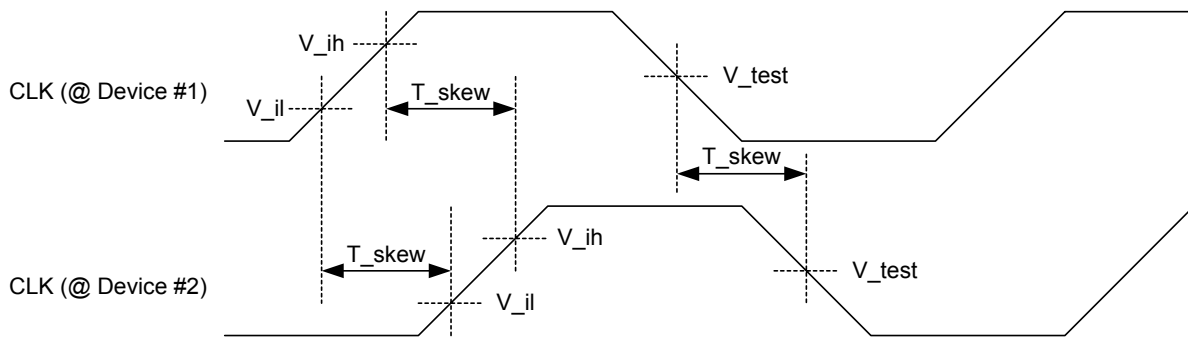 V_ih
CLK (@ Device #1)
V_il
T_skew
V_test
T_skew
T_skew
V_ih
CLK (@ Device #2)
V_il
V_test